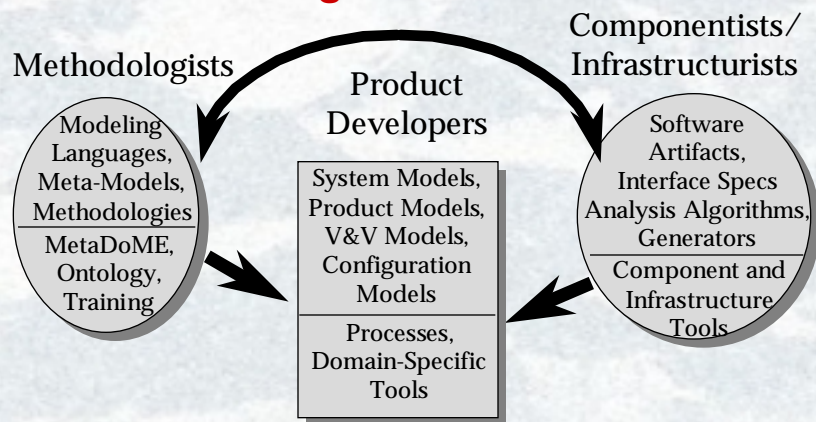 Methodologists
Modeling
Languages,
Meta-Models,
Methodologies
MetaDoME,
Ontology,
Training
Product
Developers
System Models,
Product Models,
V&V Models,
Configuration
Models
Processes,
Domain-Specific
Tools
Componentists/
Infrastructurists
Software
Artifacts,
Interface Specs
Analysis Algorithms,
Generators
Component and
Infrastructure
Tools